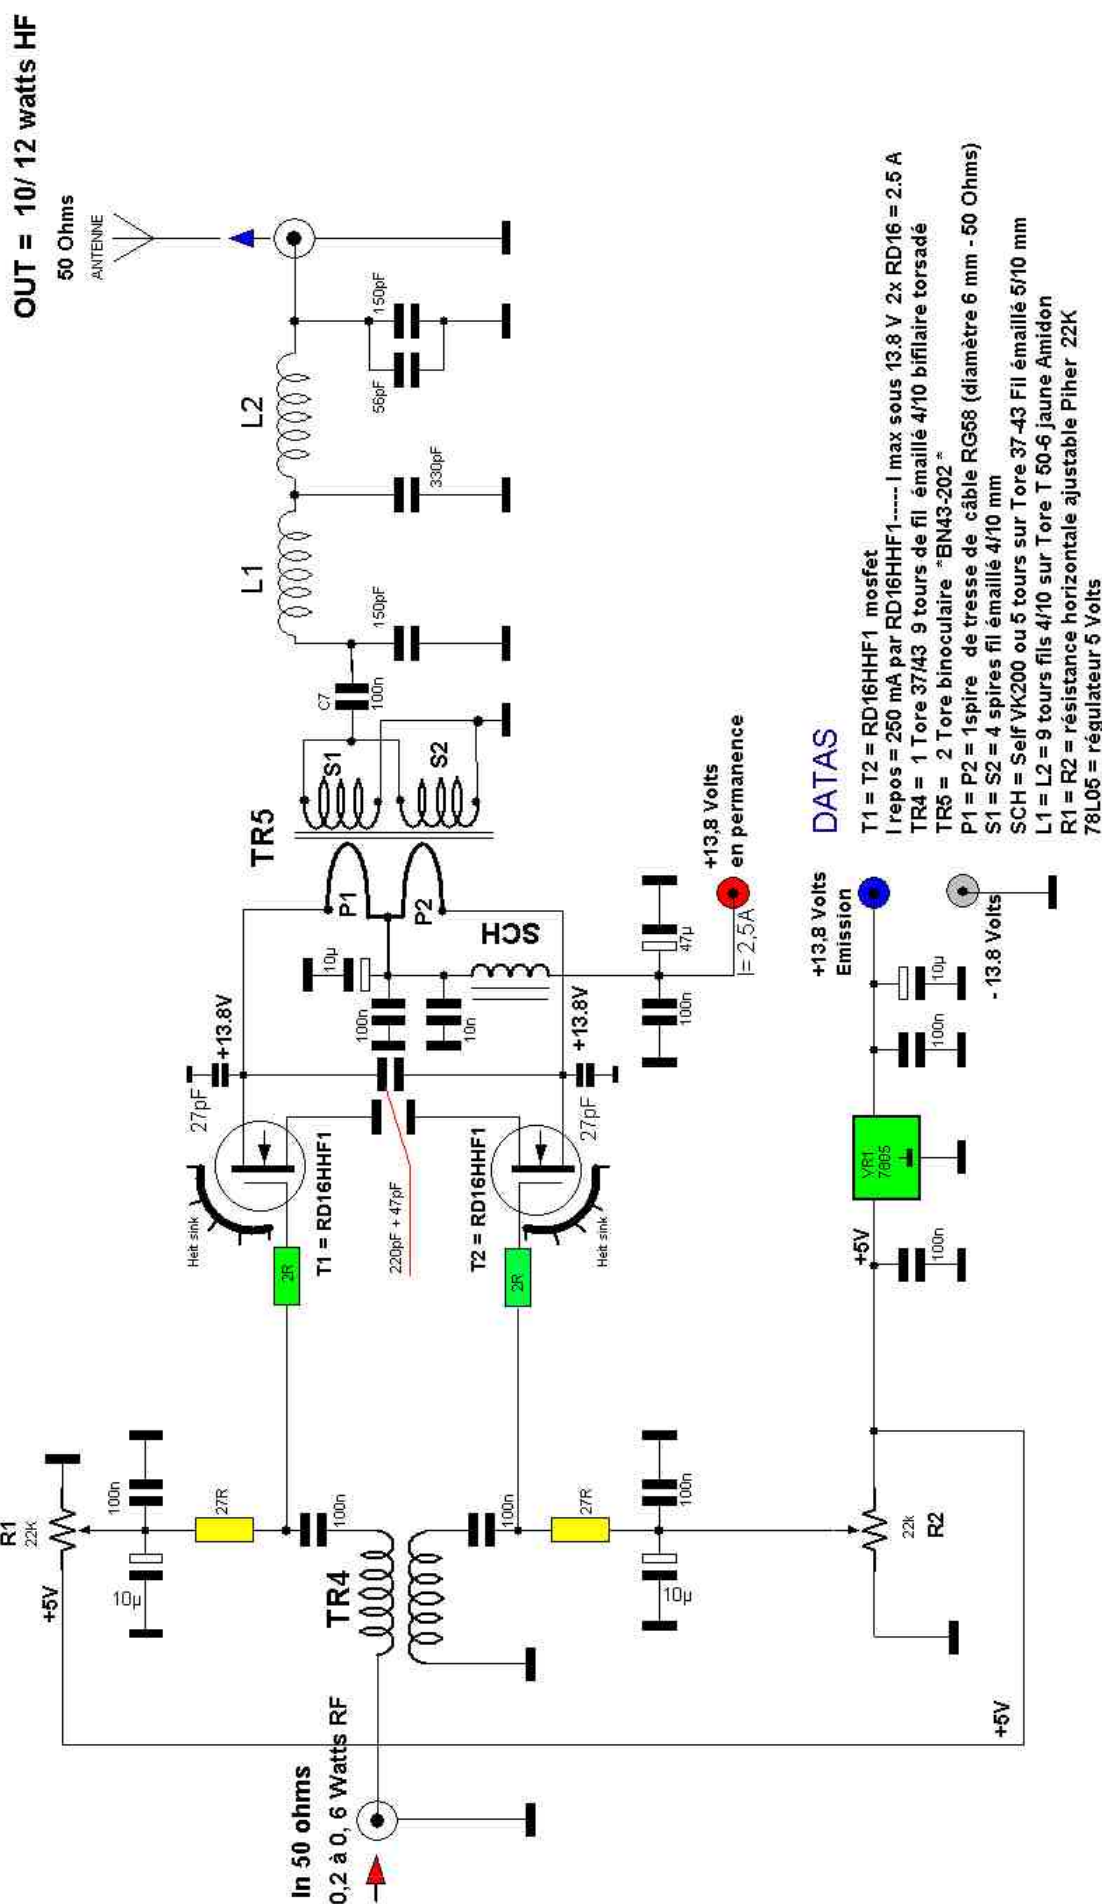 OUT = 10/ 12 watts HF
50 Ohms
ANTENNE
L1
L2
150pF
330pF
56pF
150pF
C7
100n
TR5
S1
S2
P1
P2
SCH
10µ
100n
10n
+13.8V
27pF
+13.8V
27pF
47µ
100n
+13,8 Volts
en permanence
I= 2,5A
Heit sink
T1 = RD16HHF1
220pF + 47pF
T2 = RD16HHF1
Heit sink
2R
2R
R1
22K
+5V
100n
10µ
27R
100n
TR4
100n
27R
100n
10µ
22k
R2
+5V
In 50 ohms
0,2 à 0, 6 Watts RF
+5V
100n
VR1
7805
100n
10µ
+13,8 Volts
Emission
- 13.8 Volts
DATAS
T1 = T2 = RD16HHF1 mosfet
I repos = 250 mA par RD16HHF1----- I max sous 13.8 V 2x RD16 = 2.5 A
TR4 = 1 Tore 37/43 9 tours de fil émaillé 4/10 bifilaire torsadé
TR5 = 2 Tore binoculaire "BN43-202 "
P1 = P2 = 1spire de tresse de câble RG58 (diamètre 6 mm - 50 Ohms)
S1 = S2 = 4 spires fil émaillé 4/10 mm
SCH = Self VK200 ou 5 tours sur Tore 37-43 Fil émaillé 5/10 mm
L1 = L2 = 9 tours fils 4/10 sur Tore T 50-6 jaune Amidon
R1 = R2 = résistance horizontale ajustable Piher 22K
78L05 = régulateur 5 Volts